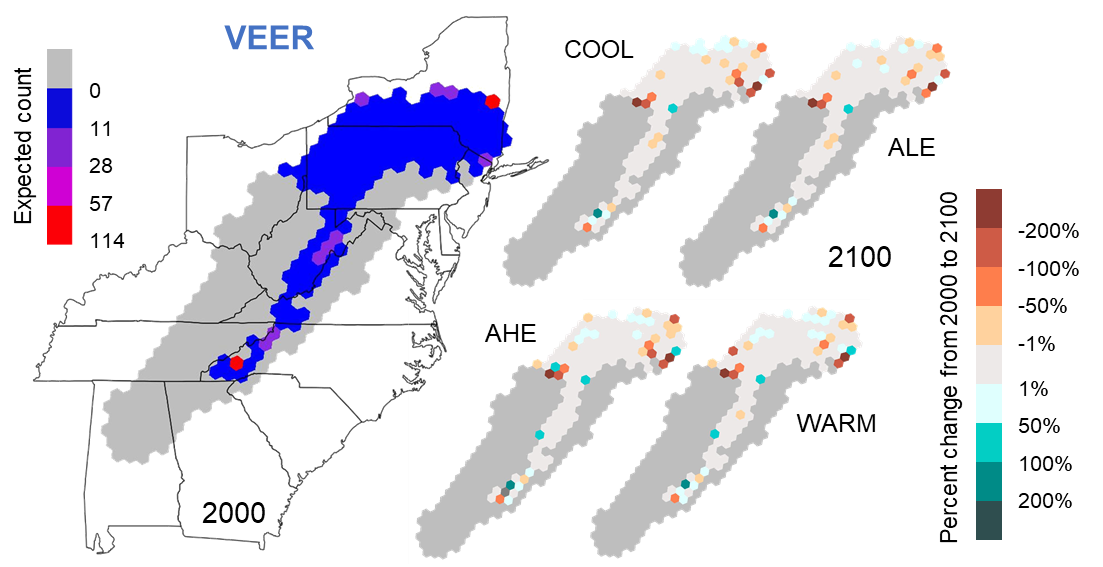 VEER
Expected count
0
11
28
57
114
2000
COOL
ALE
2100
AHE
WARM
Percent change from 2000 to 2100
-200%
-100%
-50%
-1%
1%
50%
100%
200%